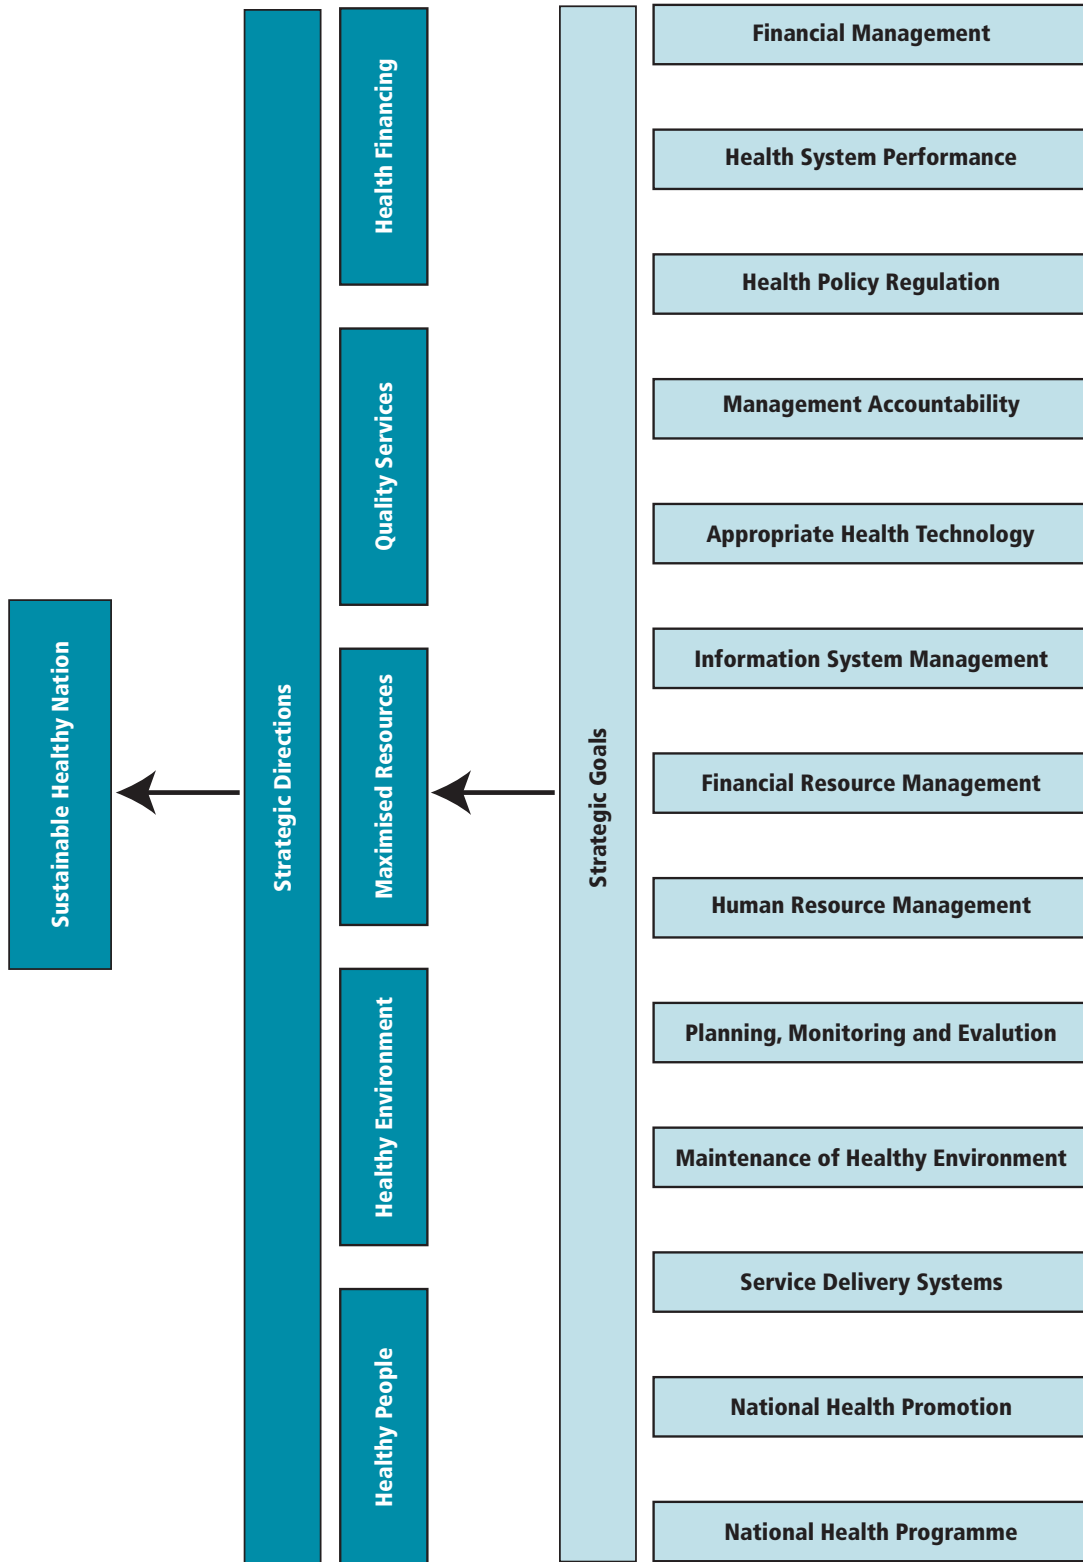 Sustainable Healthy Nation
Strategic Directions
Health Financing
Quality Services
Maximised Resources
Healthy Environment
Healthy People
Strategic Goals
Financial Management
Health System Performance
Health Policy Regulation
Management Accountability
Appropriate Health Technology
Information System Management
Financial Resource Management
Human Resource Management
Planning, Monitoring and Evalution
Maintenance of Healthy Environment
Service Delivery Systems
National Health Promotion
National Health Programme